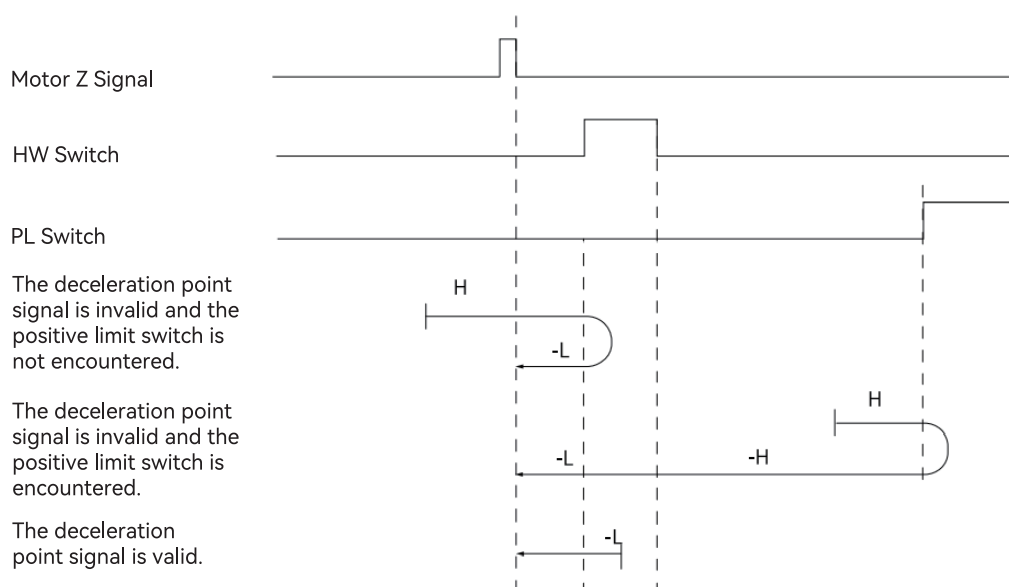 Motor Z Signal
HW Switch
PL Switch
The deceleration point
signal is invalid and the
positive limit switch is
not encountered.
H
-L
The deceleration point
signal is invalid and the
positive limit switch is
encountered.
H
-L
-H
The deceleration
point signal is valid.
-L